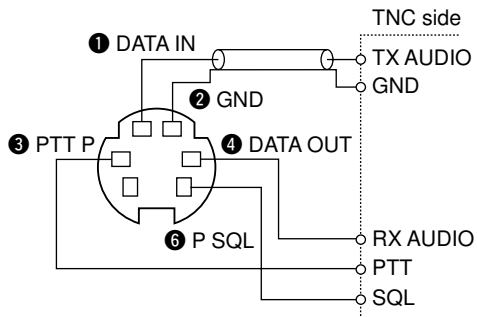 TNC side
❶ DATA IN
TX AUDIO
GND
❷ GND
❸ PTT P
❹ DATA OUT
❻ P SQL
RX AUDIO
PTT
SQL